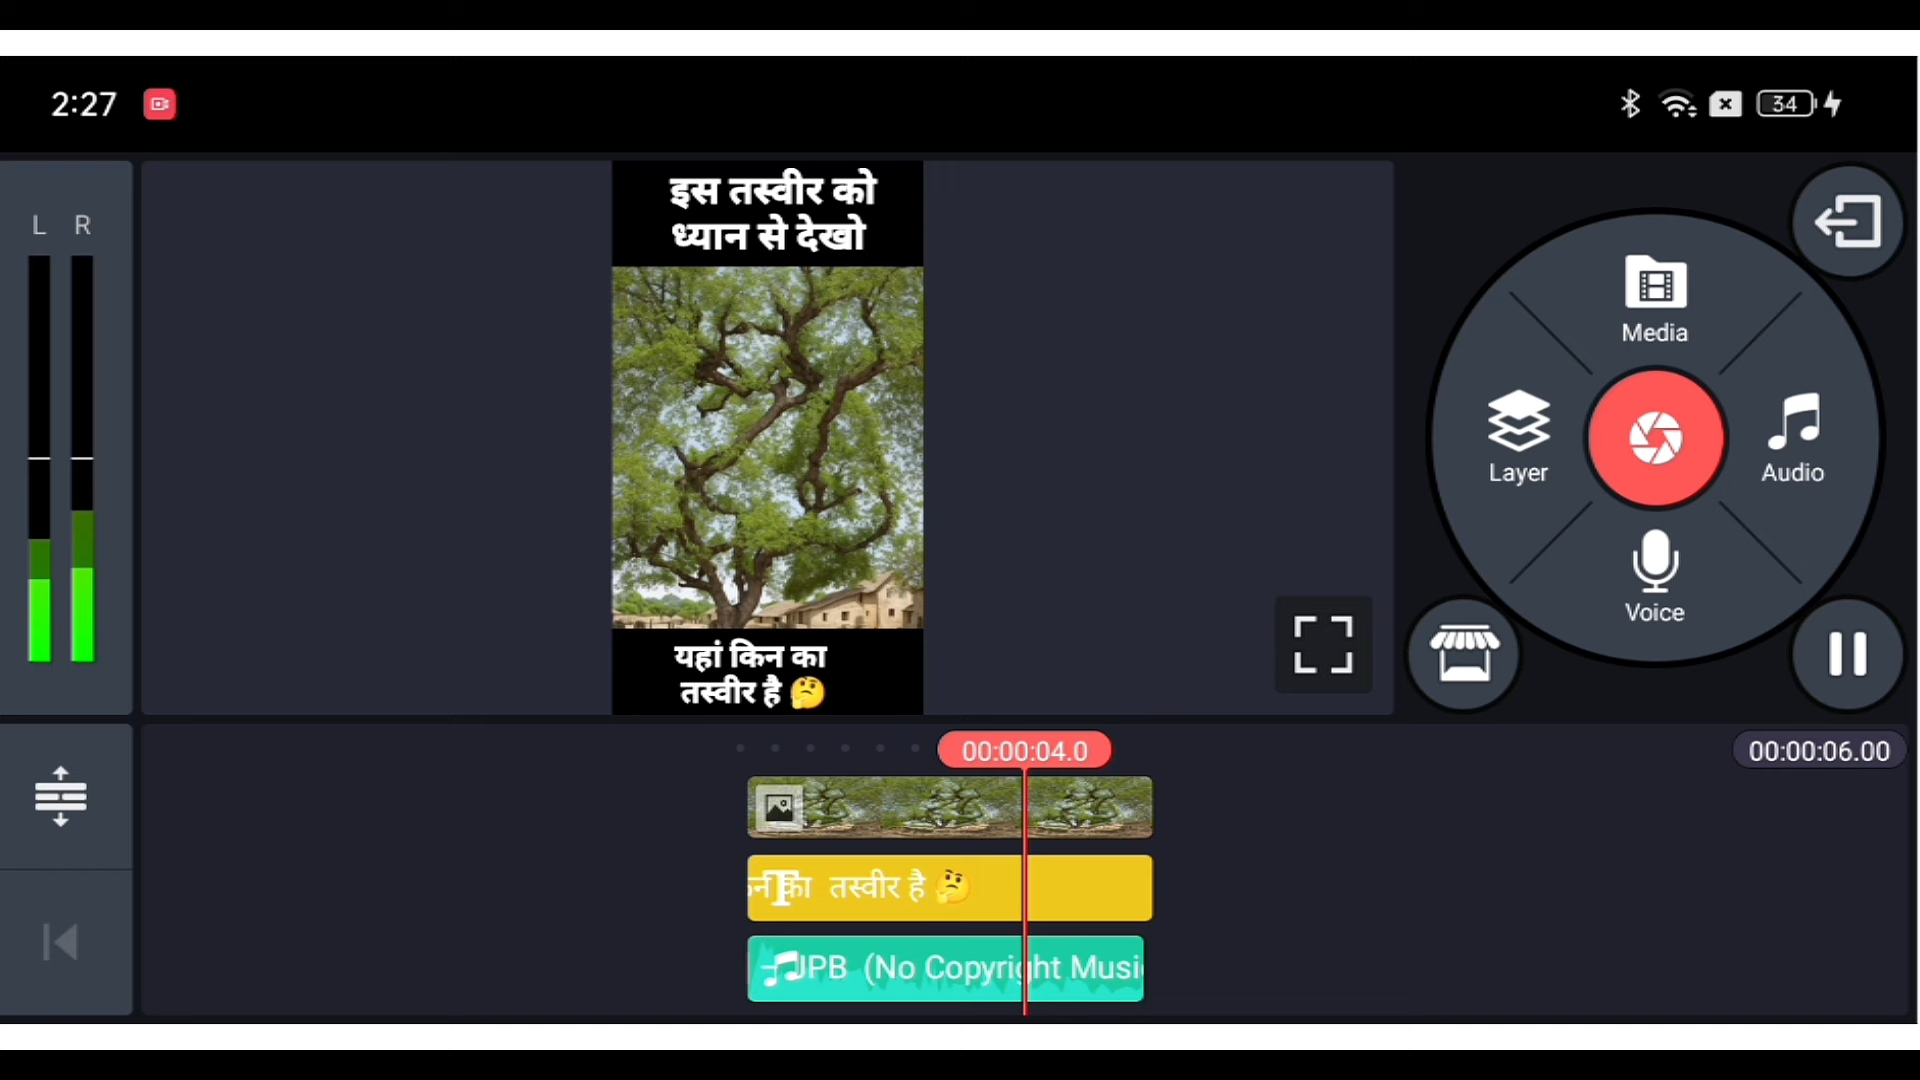 2:27
34
L R
इस तस्वीर को
ध्यान से देखो
यहां किन का
तस्वीर है 🤔
Media
Layer
Audio
Voice
00:00:04.0
00:00:06.00
का तस्वीर है 🤔
JPB (No Copyright Musi